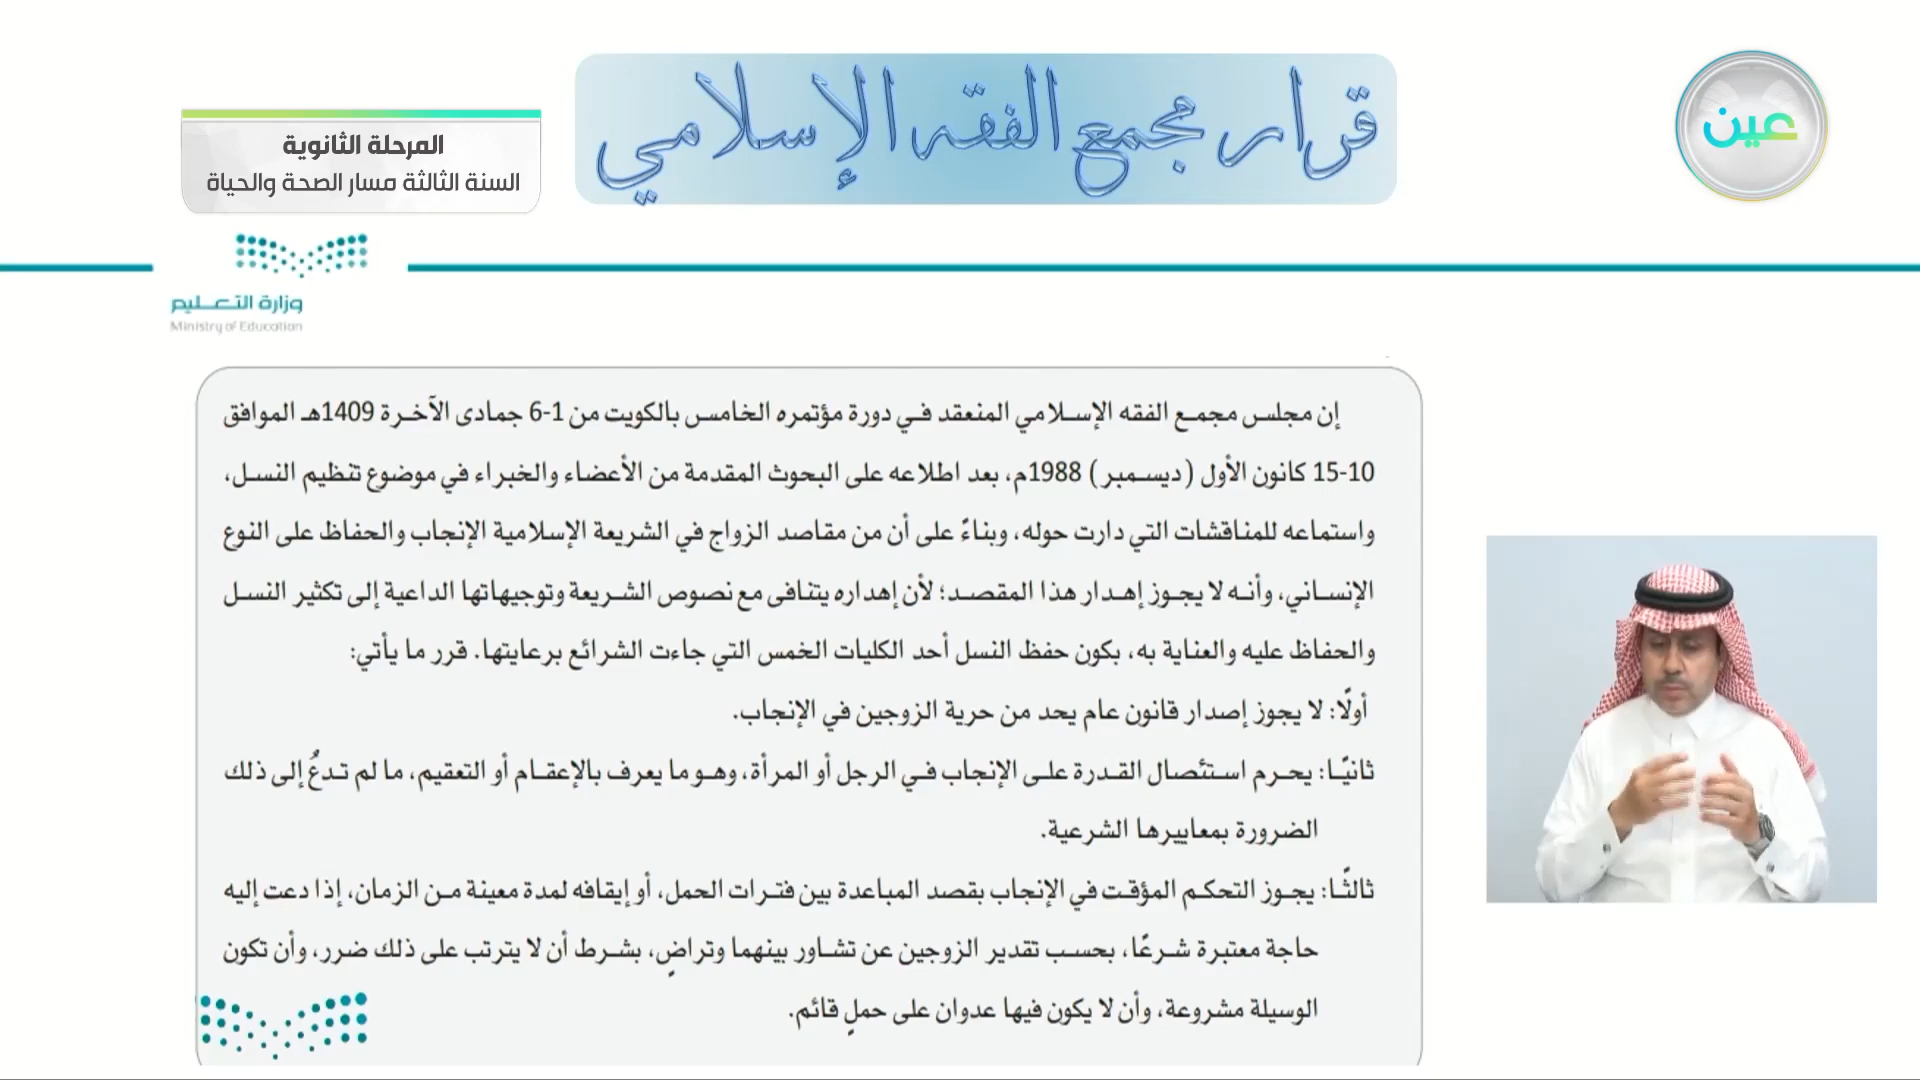 قرار مجمع الفقه الإسلامي
عين
المرحلة الثانوية
السنة الثالثة مسار الصحة والحياة
وزارة التعليم
Ministry of Education
إن مجلس مجمع الفقه الإسلامي المنعقد في دورة مؤتمره الخامس بالكويت من 1-6 جمادى الآخرة 1409هـ الموافق
10-15 كانون الأول (ديسمبر) 1988م، بعد اطلاعه على البحوث المقدمة من الأعضاء والخبراء في موضوع تنظيم النسل،
واستماعه للمناقشات التي دارت حوله، وبناءً على أن من مقاصد الزواج في الشريعة الإسلامية الإنجاب والحفاظ على النوع
الإنساني، وأنه لا يجوز إهدار هذا المقصد؛ لأن إهداره يتنافى مع نصوص الشريعة وتوجيهاتها الداعية إلى تكثير النسل
والحفاظ عليه والعناية به، بكون حفظ النسل أحد الكليات الخمس التي جاءت الشرائع برعايتها. قرر ما يأتي:
أولًا: لا يجوز إصدار قانون عام يحد من حرية الزوجين في الإنجاب.
ثانيًا: يحرم استئصال القدرة على الإنجاب في الرجل أو المرأة، وهو ما يعرف بالإعقام أو التعقيم، ما لم تدعُ إلى ذلك
الضرورة بمعاييرها الشرعية.
ثالثًا: يجوز التحكم المؤقت في الإنجاب بقصد المباعدة بين فترات الحمل، أو إيقافه لمدة معينة من الزمان، إذا دعت إليه
حاجة معتبرة شرعًا، بحسب تقدير الزوجين عن تشاور بينهما وتراضٍ، بشرط أن لا يترتب على ذلك ضرر، وأن تكون
الوسيلة مشروعة، وأن لا يكون فيها عدوان على حملٍ قائم.